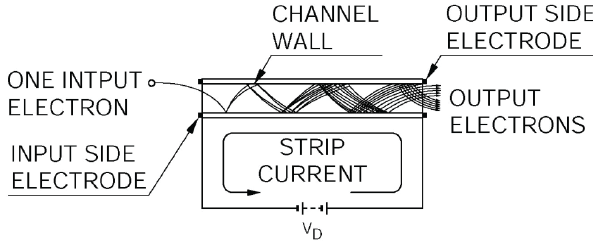 CHANNEL
WALL
OUTPUT SIDE
ELECTRODE
ONE INTPUT
ELECTRON
OUTPUT
ELECTRONS
INPUT SIDE
ELECTRODE
STRIP
CURRENT
VD